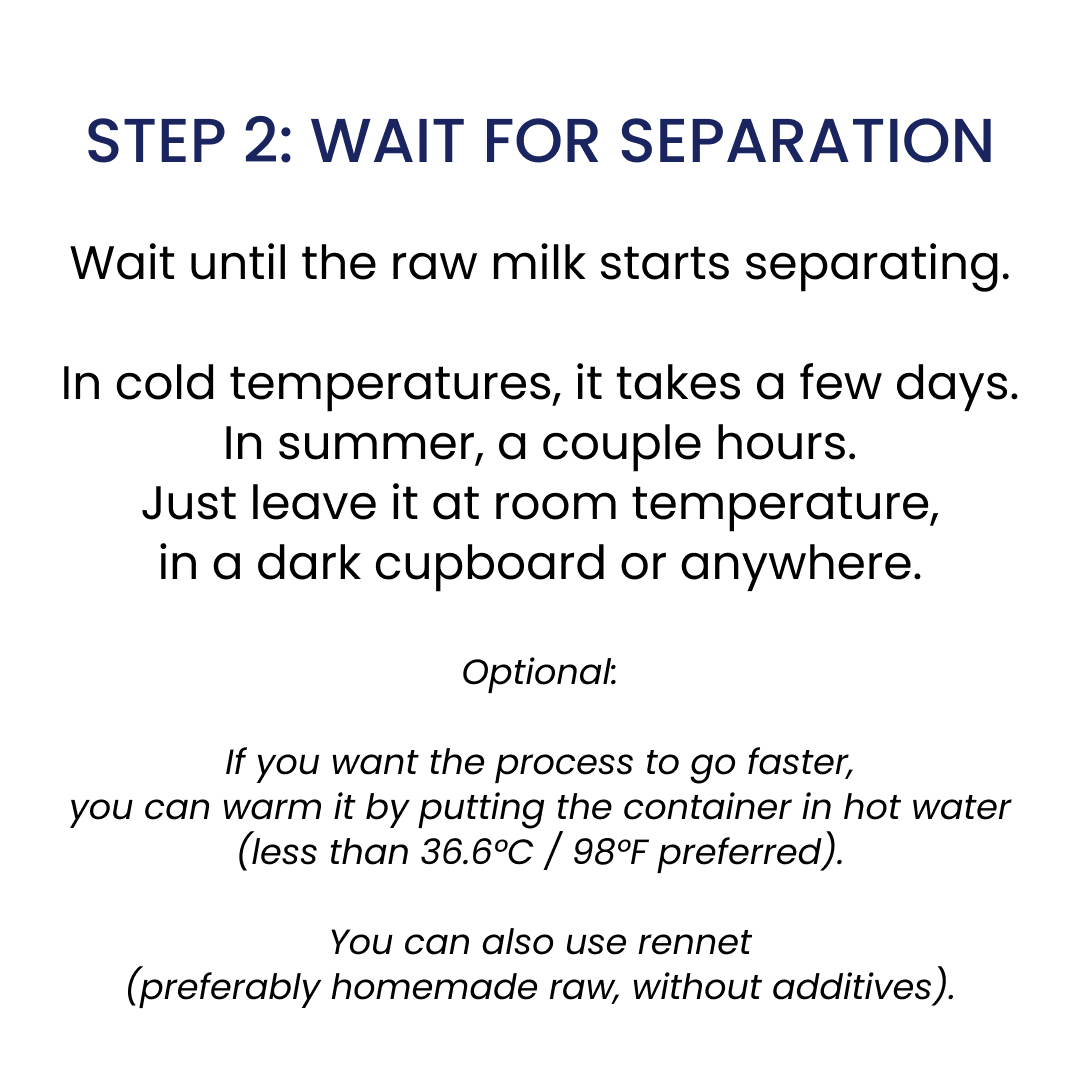 STEP 2: WAIT FOR SEPARATION
Wait until the raw milk starts separating.
In cold temperatures, it takes a few days.
In summer, a couple hours.
Just leave it at room temperature,
in a dark cupboard or anywhere.
Optional:
If you want the process to go faster,
you can warm it by putting the container in hot water
(less than 36.6°C / 98°F preferred).
You can also use rennet
(preferably homemade raw, without additives).